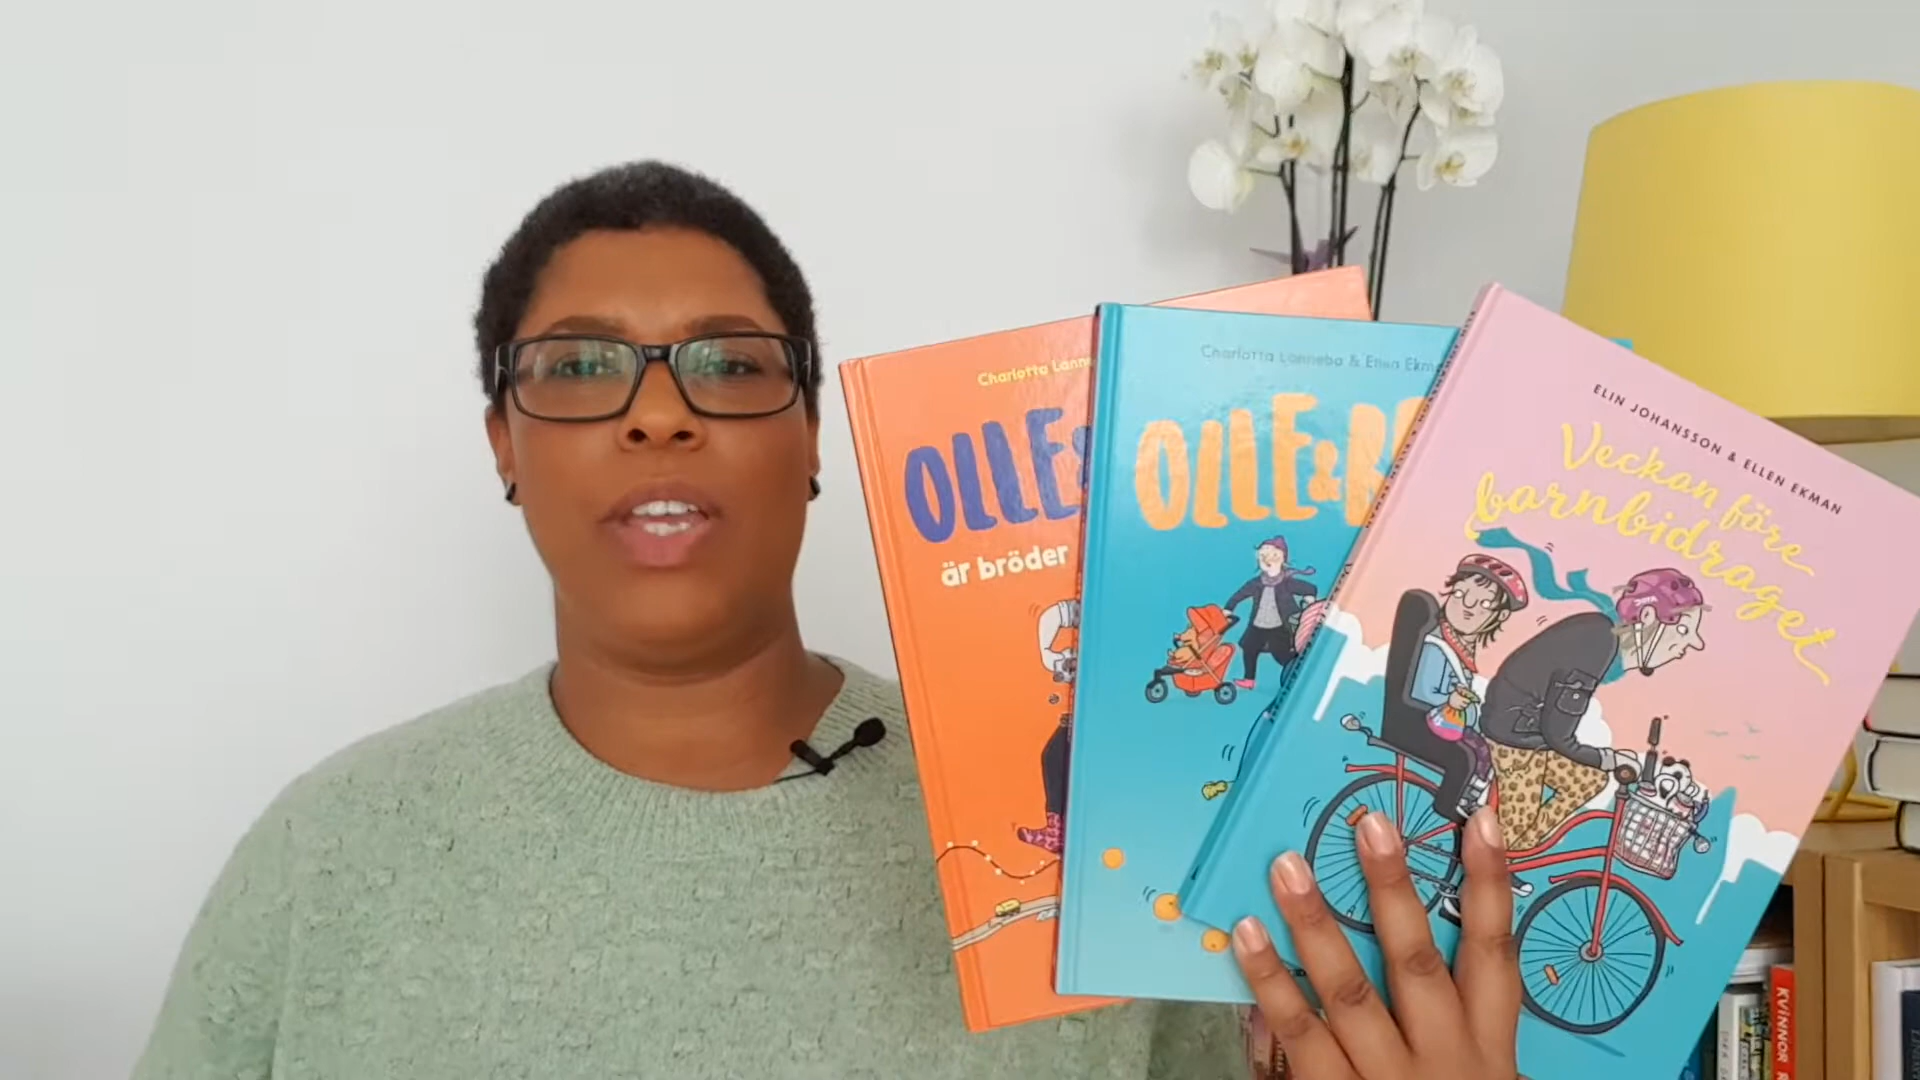 Charlotta Lanne
OLLE&
är bröder
Charlotta Lanneba & Ellen Ekm
OLLE&
ELIN JOHANSSON & ELLEN EKMAN
Veckan före
barnbidraget
KVINNOR